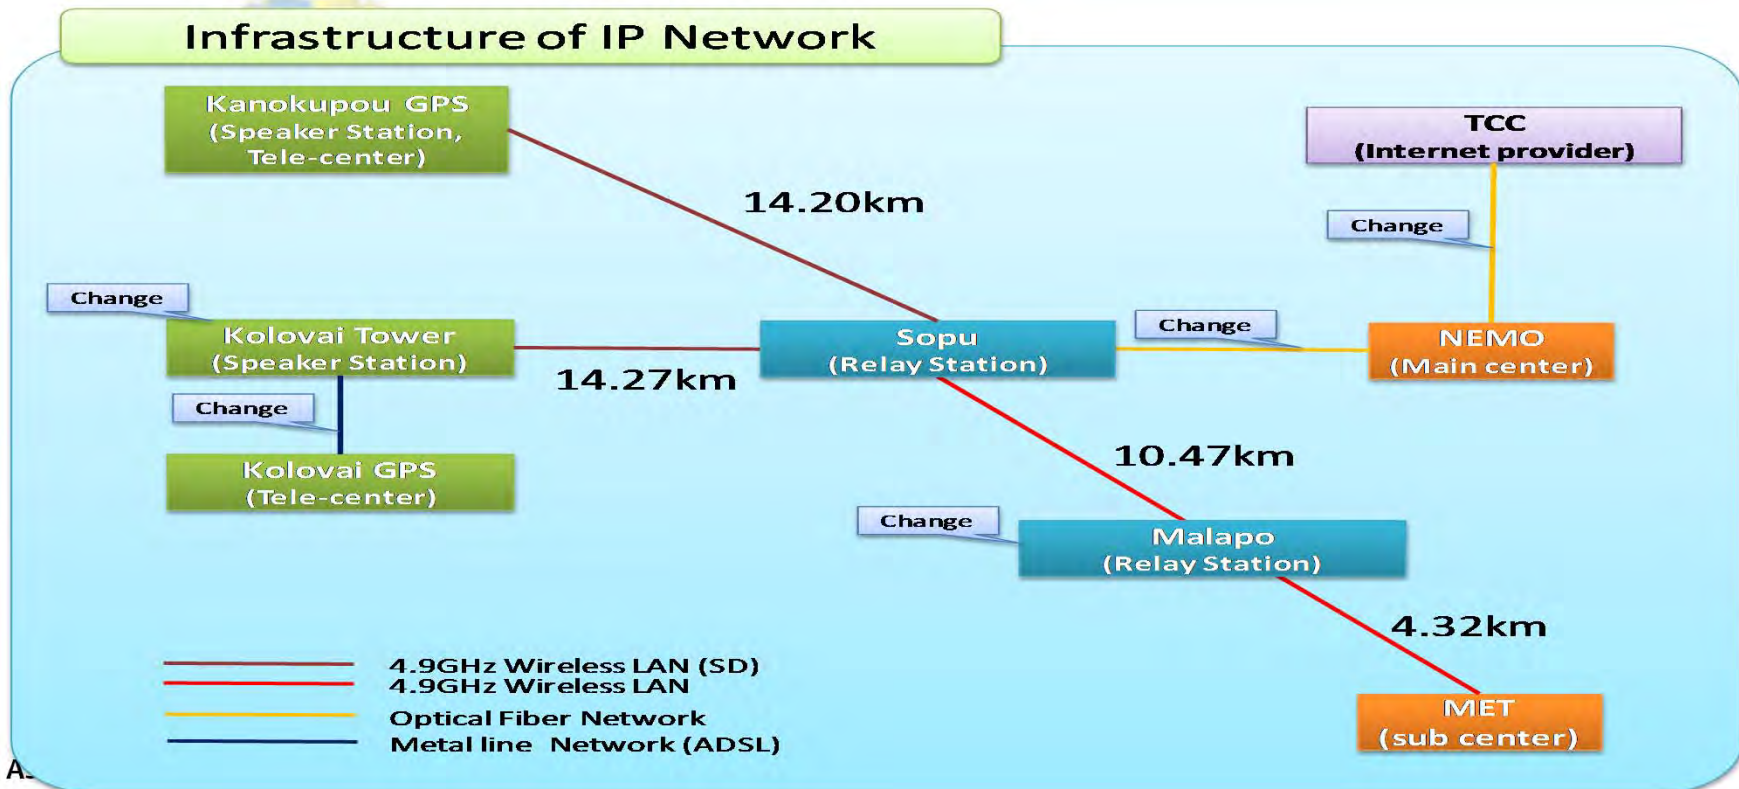 Infrastructure of IP Network
Kanokupou GPS
(Speaker Station,
Tele-center)
TCC
(Internet provider)
14.20km
Change
Change
Kolovai Tower
(Speaker Station)
14.27km
Sopu
(Relay Station)
Change
NEMO
(Main center)
Change
Kolovai GPS
(Tele-center)
10.47km
Change
Malapo
(Relay Station)
4.32km
MET
(sub center)
4.9GHz Wireless LAN (SD)
4.9GHz Wireless LAN
Optical Fiber Network
Metal line Network (ADSL)